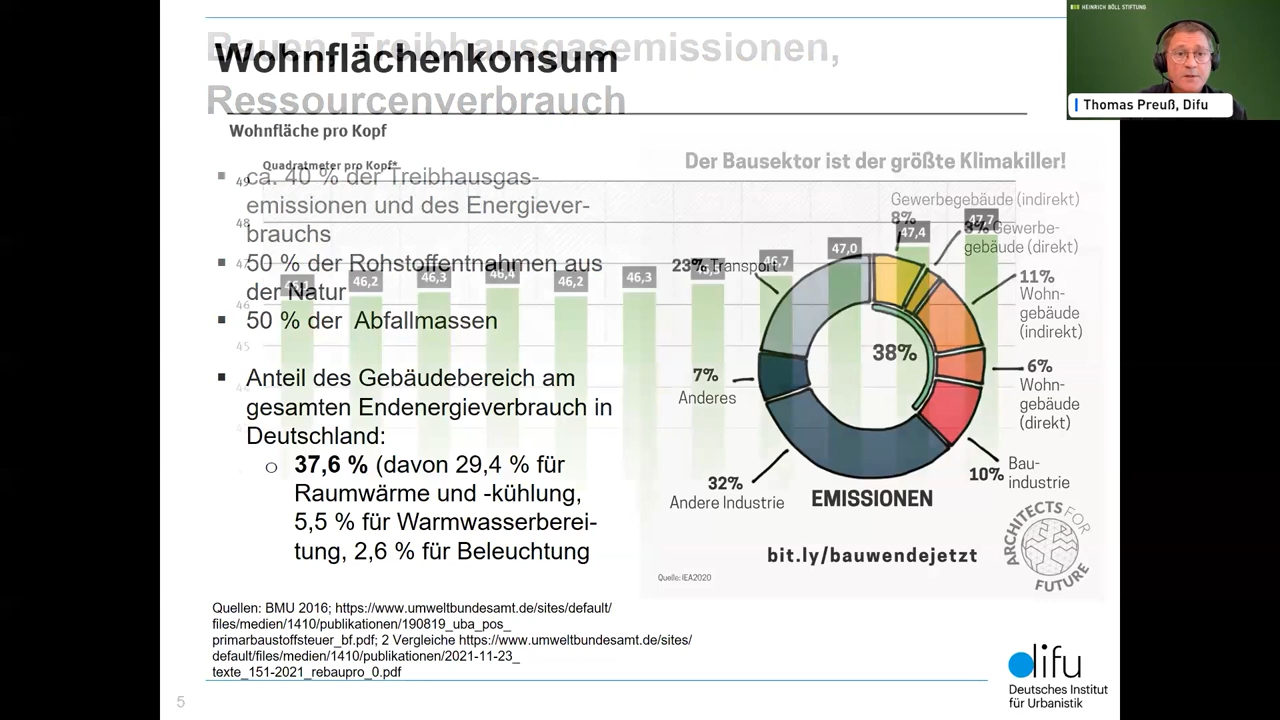 HEINRICH BÖLL STIFTUNG
Thomas Preuß, Difu
Bauen, Treibhausgasemissionen,
Ressourcenverbrauch
Wohnflächenkonsum
Wohnfläche pro Kopf
Quadratmeter pro Kopf*
49
48
47
46
45
46,2
46,3
46,4
46,2
46,3
46,7
47,0
47,4
47,7
ca. 40 % der Treibhausgas-
emissionen und des Energiever-
brauchs
50 % der Rohstoffentnahmen aus
der Natur
50 % der Abfallmassen
Anteil des Gebäudebereich am
gesamten Endenergieverbrauch in
Deutschland:
37,6 % (davon 29,4 % für
Raumwärme und -kühlung,
5,5 % für Warmwasserberei-
tung, 2,6 % für Beleuchtung
Der Bausektor ist der größte Klimakiller!
Gewerbegebäude (indirekt)
8%
3% Gewerbe-
gebäude (direkt)
11%
Wohn-
gebäude
(indirekt)
6%
Wohn-
gebäude
(direkt)
10% Bau-
industrie
23% Transport
38%
7%
Anderes
32%
Andere Industrie
EMISSIONEN
bit.ly/bauwendejetzt
ARCHITECTS FOR
FUTURE
Quelle: IEA2020
Quellen: BMU 2016; https://www.umweltbundesamt.de/sites/default/
files/medien/1410/publikationen/190819_uba_pos_
primarbaustoffsteuer_bf.pdf; 2 Vergleiche https://www.umweltbundesamt.de/sites/
default/files/medien/1410/publikationen/2021-11-23_
texte_151-2021_rebaupro_0.pdf
difu
Deutsches Institut
für Urbanistik
5